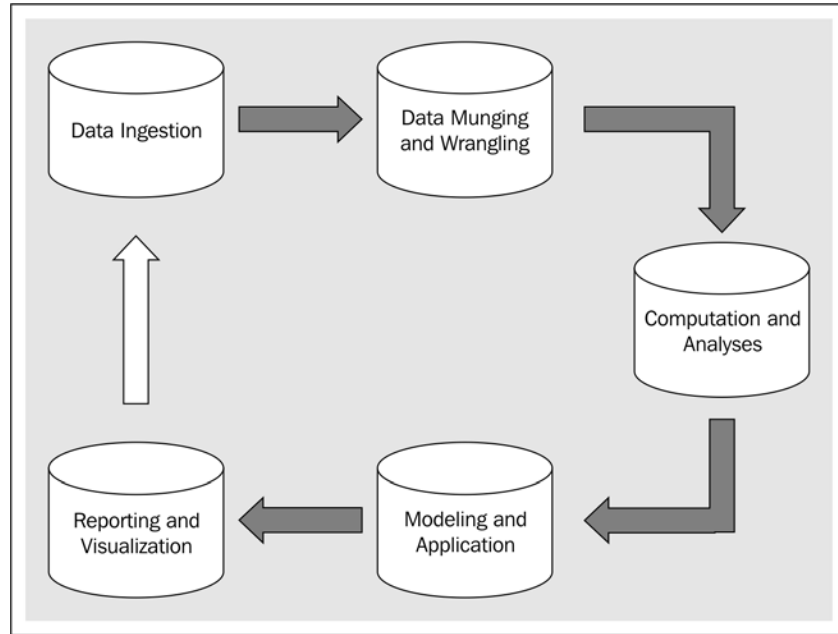 Data Ingestion
Data Munging
and Wrangling
Computation and
Analyses
Modeling and
Application
Reporting and
Visualization